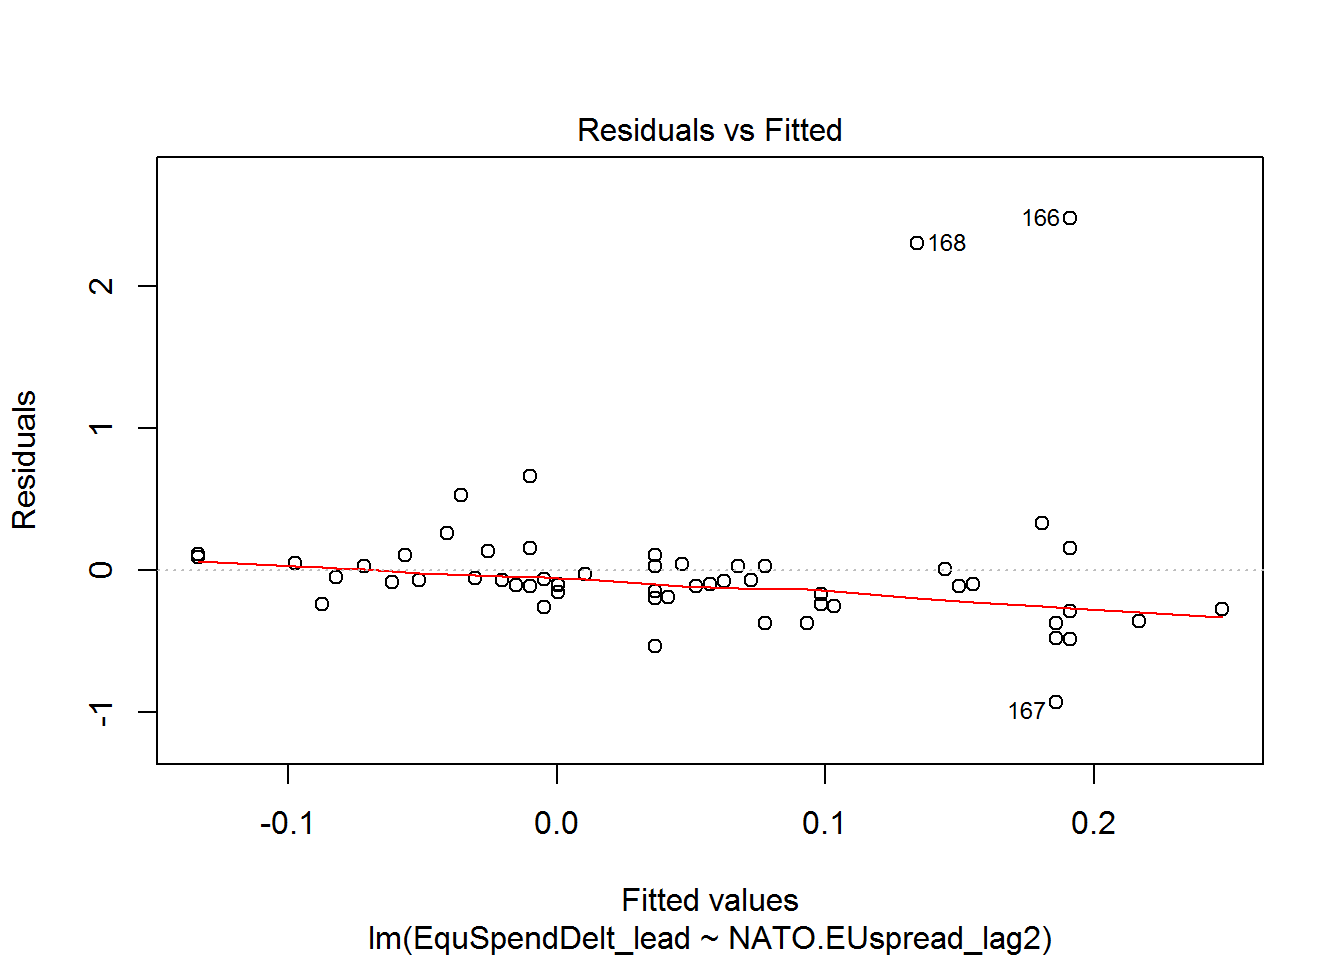 Residuals vs Fitted
Residuals
2
1
0
-1
166
168
167
-0.1 0.0 0.1 0.2
Fitted values
lm(EquSpendDelt_lead ~ NATO.EUspread_lag2)